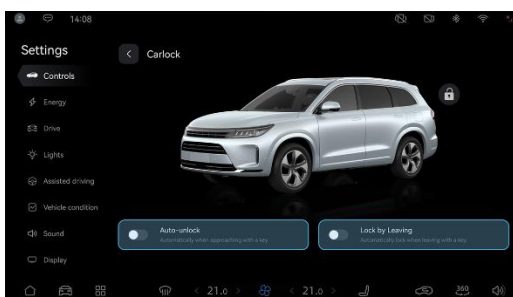 14:08
Settings
Carlock
Controls
Energy
Drive
Lights
Assisted driving
Vehicle condition
Sound
Display
Auto-unlock
Automatically when approaching with a key
Lock by Leaving
Automatically lock when leaving with a key
< 21.0 >
< 21.0 >
360